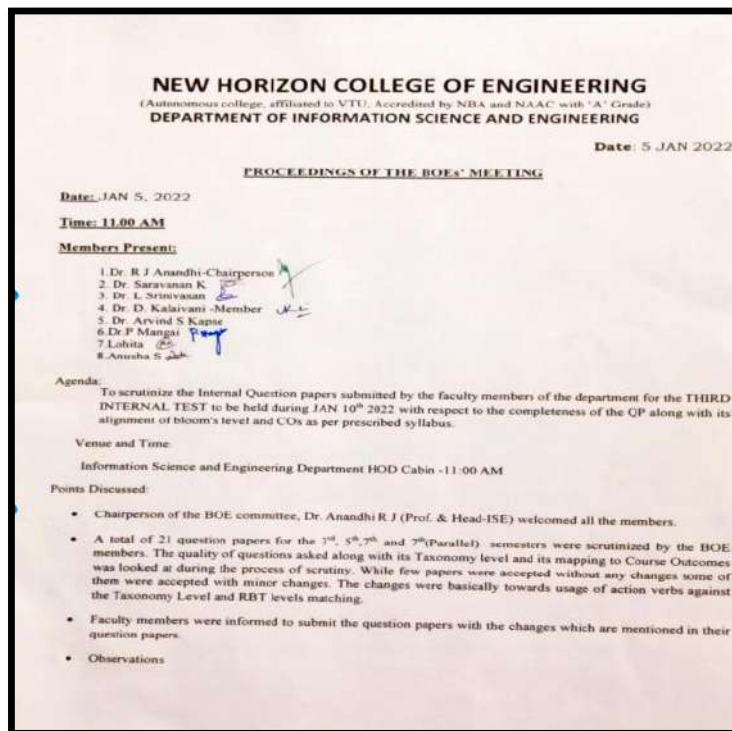 NEW HORIZON COLLEGE OF ENGINEERING
(Autonomous college, affiliated to VTU, Accredited by NBA and NAAC with 'A' Grade)
DEPARTMENT OF INFORMATION SCIENCE AND ENGINEERING
Date: 5 JAN 2022
PROCEEDINGS OF THE BOEs' MEETING
Date: JAN 5, 2022
Time: 11.00 AM
Members Present:
1.Dr. R J Anandhi-Chairperson
2. Dr. Saravanan K
3. Dr. L Srinivasan
4. Dr. D. Kalaivani -Member
5. Dr. Arvind S Kapse
6.Dr.P Mangai
7.Lohita
8.Anusha S
Agenda:
To scrutinize the Internal Question papers submitted by the faculty members of the department for the THIRD
INTERNAL TEST to be held during JAN 10th 2022 with respect to the completeness of the QP along with its
alignment of bloom's level and COs as per prescribed syllabus.
Venue and Time
Information Science and Engineering Department HOD Cabin -11:00 AM
Points Discussed:
• Chairperson of the BOE committee, Dr. Anandhi R J (Prof. & Head-ISE) welcomed all the members.
• A total of 21 question papers for the 3rd, 5th,7th and 7th(Parallel) semesters were scrutinized by the BOE
members. The quality of questions asked along with its Taxonomy level and its mapping to Course Outcomes
was looked at during the process of scrutiny. While few papers were accepted without any changes some of
them were accepted with minor changes. The changes were basically towards usage of action verbs against
the Taxonomy Level and RBT levels matching.
• Faculty members were informed to submit the question papers with the changes which are mentioned in their
question papers.
• Observations